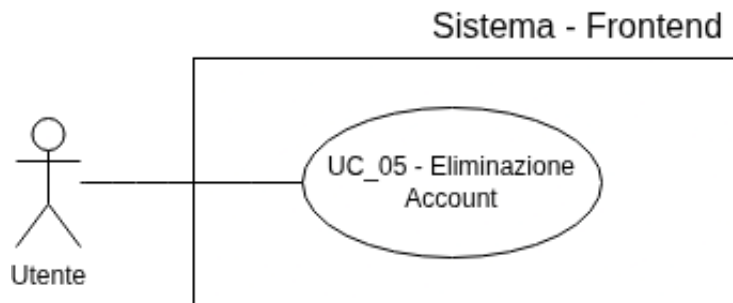 Sistema - Frontend
UC_05 - Eliminazione
Account
Utente